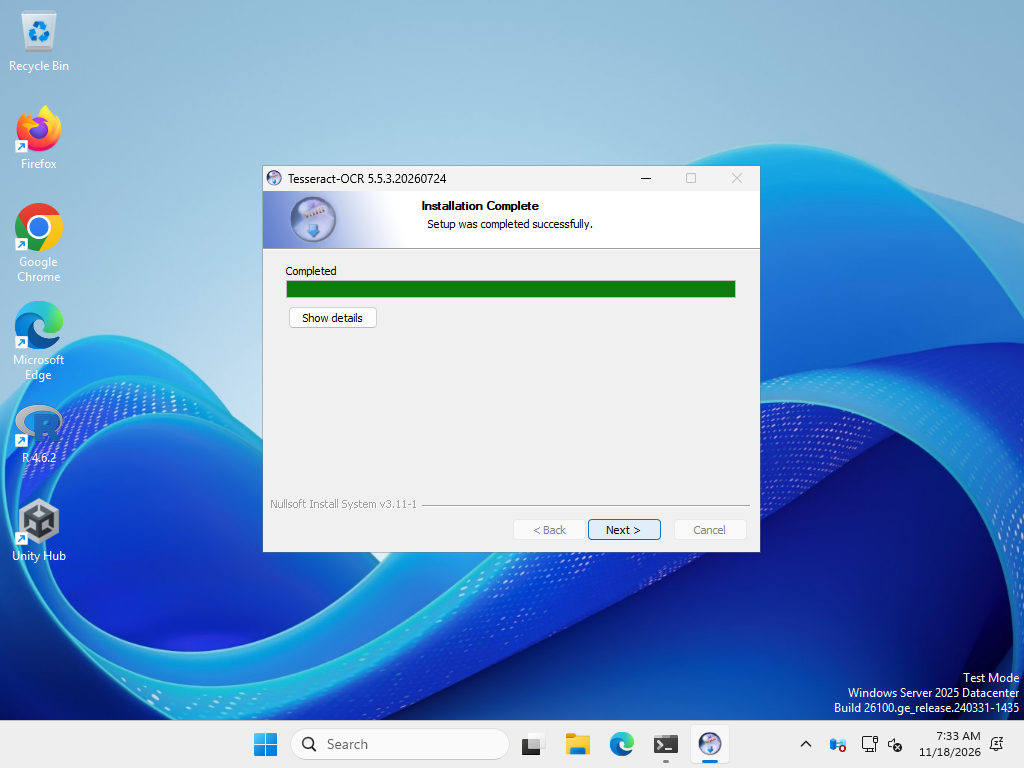 Recycle Bin
Firefox
Google
Chrome
Microsoft
Edge
R 4.6.2
Unity Hub
Tesseract-OCR 5.5.3.20260724
Installation Complete
Setup was completed successfully.
Completed
Show details
Nullsoft Install System v3.11-1
< Back
Next >
Cancel
Test Mode
Windows Server 2025 Datacenter
Build 26100.ge_release.240331-1435
Search
7:33 AM
11/18/2026